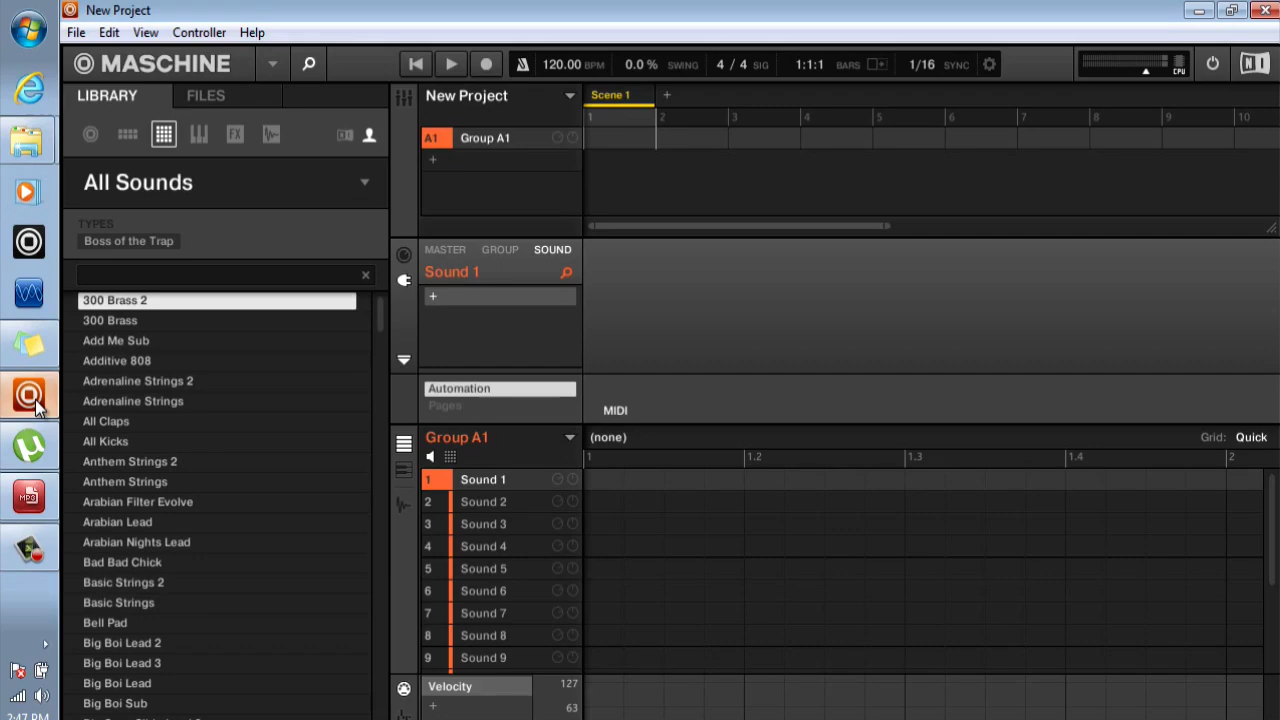 New Project
File Edit View Controller Help
MASCHINE
120.00 BPM 0.0 % SWING 4 / 4 SIG 1:1:1 BARS 1/16 SYNC
CPU
LIBRARY FILES
New Project
Scene 1 +
1 2 3 4 5 6 7 8 9 10
FX
A1 Group A1
+
All Sounds
TYPES
Boss of the Trap
MASTER GROUP SOUND
Sound 1
+
300 Brass 2
300 Brass
Add Me Sub
Additive 808
Adrenaline Strings 2
Adrenaline Strings
All Claps
All Kicks
Anthem Strings 2
Anthem Strings
Arabian Filter Evolve
Arabian Lead
Arabian Nights Lead
Bad Bad Chick
Basic Strings 2
Basic Strings
Bell Pad
Big Boi Lead 2
Big Boi Lead 3
Big Boi Lead
Big Boi Sub
Automation
Pages
MIDI
Group A1
(none)
Grid: Quick
1 1.2 1.3 1.4 2
1 Sound 1
2 Sound 2
3 Sound 3
4 Sound 4
5 Sound 5
6 Sound 6
7 Sound 7
8 Sound 8
9 Sound 9
Velocity 127
+ 63
MPS
2:47 PM